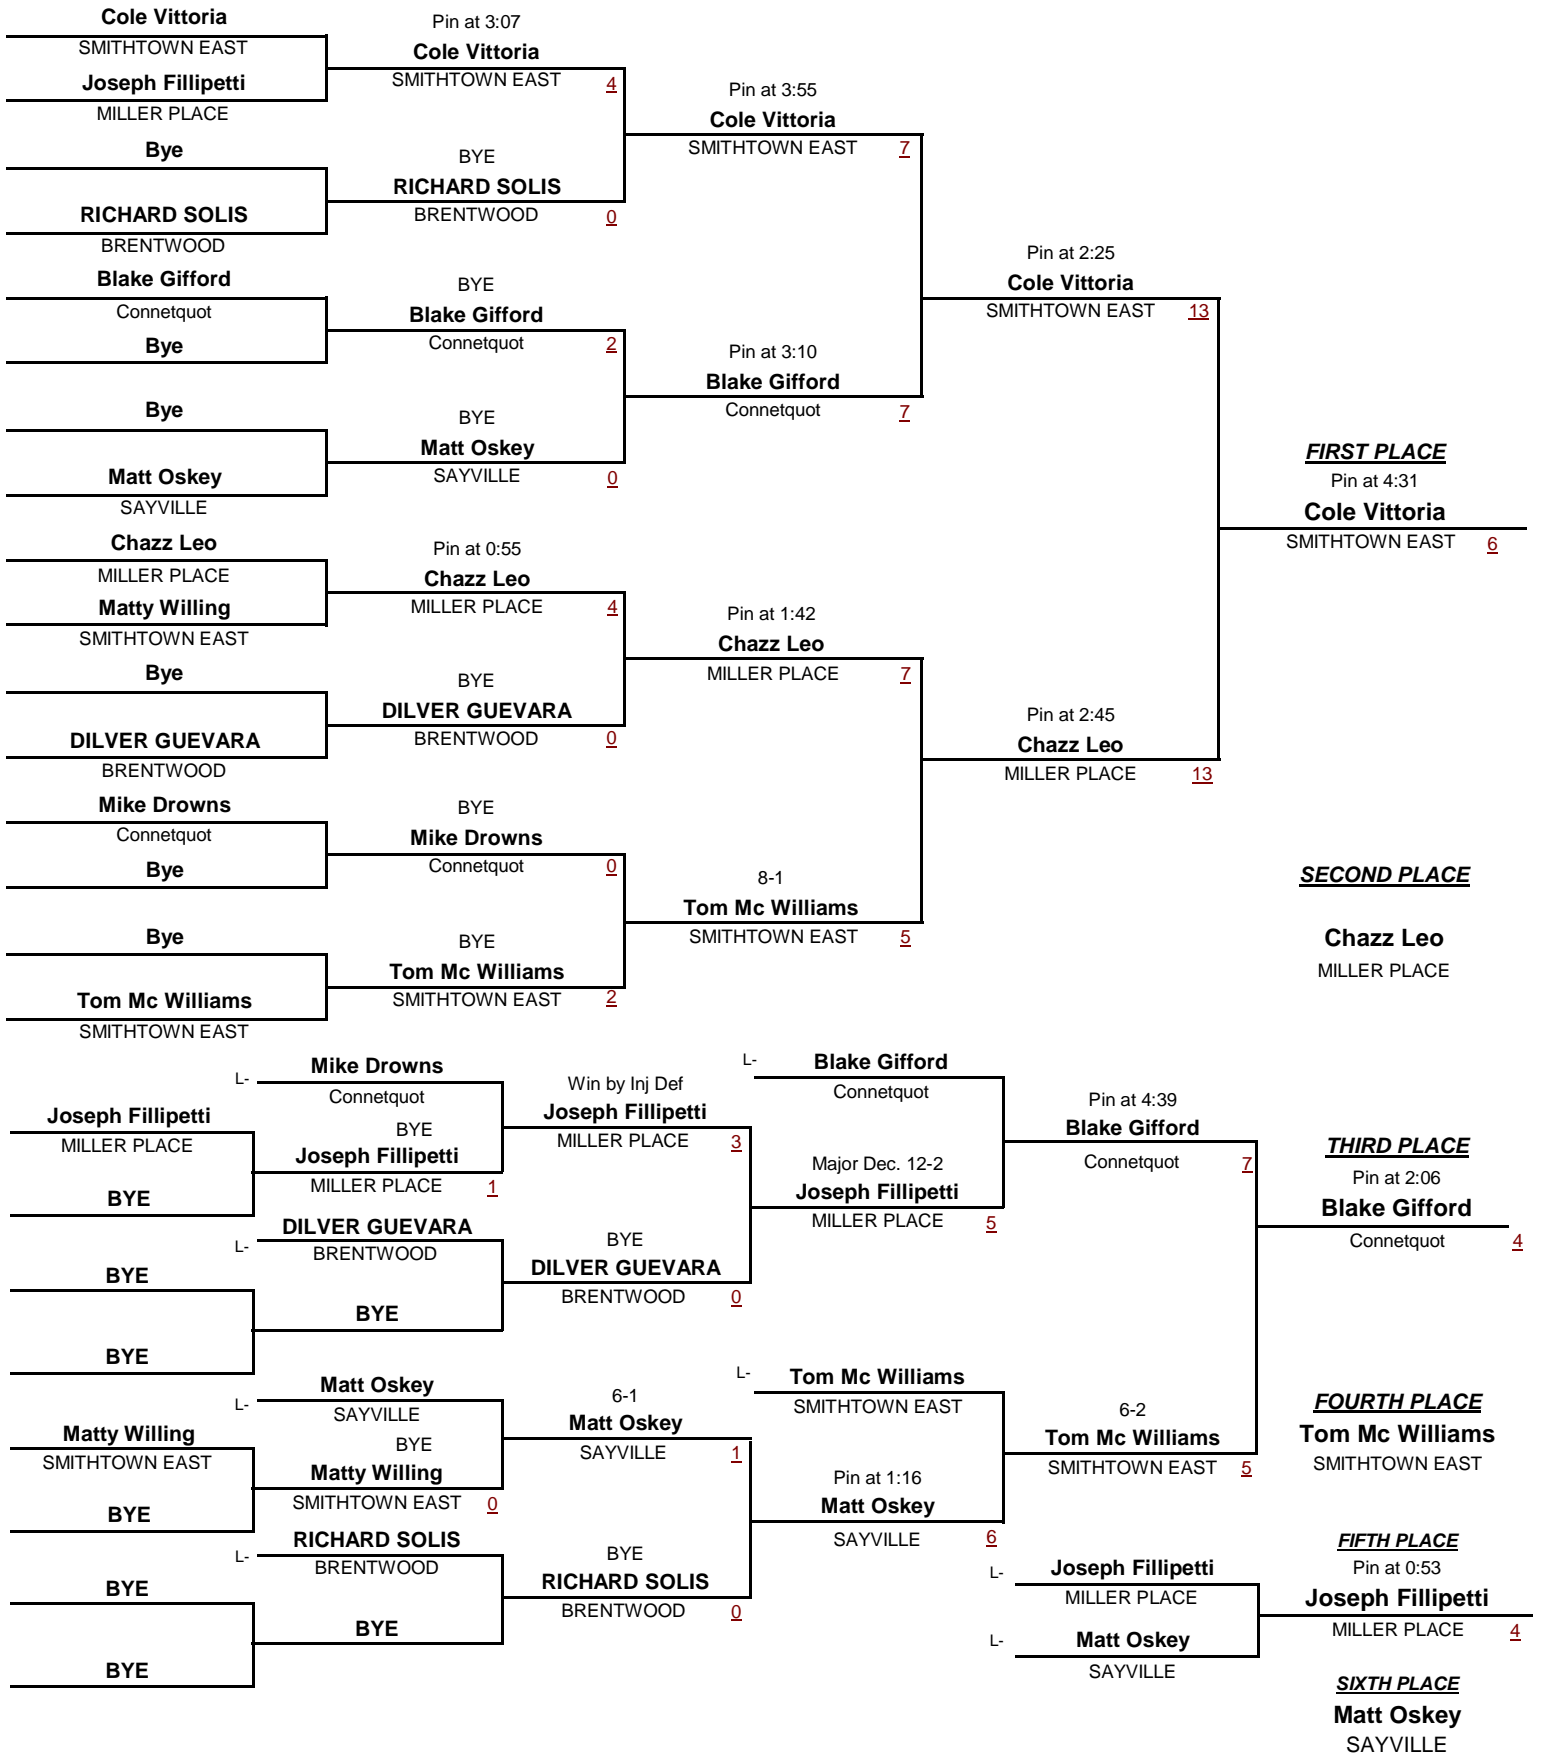 Cole Vittoria
SMITHTOWN EAST
Joseph Fillipetti
MILLER PLACE
Bye
RICHARD SOLIS
BRENTWOOD
Blake Gifford
Connetquot
Bye
Bye
Matt Oskey
SAYVILLE
Chazz Leo
MILLER PLACE
Matty Willing
SMITHTOWN EAST
Bye
DILVER GUEVARA
BRENTWOOD
Mike Drowns
Connetquot
Bye
Bye
Tom Mc Williams
SMITHTOWN EAST
Pin at 3:07
Cole Vittoria
SMITHTOWN EAST 4
BYE
RICHARD SOLIS
BRENTWOOD 0
BYE
Blake Gifford
Connetquot 2
BYE
Matt Oskey
SAYVILLE 0
Pin at 0:55
Chazz Leo
MILLER PLACE 4
BYE
DILVER GUEVARA
BRENTWOOD 0
BYE
Mike Drowns
Connetquot 0
BYE
Tom Mc Williams
SMITHTOWN EAST 2
Pin at 3:55
Cole Vittoria
SMITHTOWN EAST 7
Pin at 3:10
Blake Gifford
Connetquot 7
Pin at 1:42
Chazz Leo
MILLER PLACE 7
8-1
Tom Mc Williams
SMITHTOWN EAST 5
Pin at 2:25
Cole Vittoria
SMITHTOWN EAST 13
Pin at 2:45
Chazz Leo
MILLER PLACE 13
FIRST PLACE
Pin at 4:31
Cole Vittoria
SMITHTOWN EAST 6
SECOND PLACE
Chazz Leo
MILLER PLACE
Joseph Fillipetti
MILLER PLACE
BYE
BYE
BYE
Matty Willing
SMITHTOWN EAST
BYE
BYE
BYE
L- Mike Drowns
Connetquot
BYE
Joseph Fillipetti
MILLER PLACE 1
L- DILVER GUEVARA
BRENTWOOD
BYE
L- Matt Oskey
SAYVILLE
BYE
Matty Willing
SMITHTOWN EAST 0
L- RICHARD SOLIS
BRENTWOOD
BYE
Win by Inj Def
Joseph Fillipetti
MILLER PLACE 3
BYE
DILVER GUEVARA
BRENTWOOD 0
6-1
Matt Oskey
SAYVILLE 1
BYE
RICHARD SOLIS
BRENTWOOD 0
L- Blake Gifford
Connetquot
Major Dec. 12-2
Joseph Fillipetti
MILLER PLACE 5
L- Tom Mc Williams
SMITHTOWN EAST
Pin at 1:16
Matt Oskey
SAYVILLE 6
Pin at 4:39
Blake Gifford
Connetquot 7
6-2
Tom Mc Williams
SMITHTOWN EAST 5
L- Joseph Fillipetti
MILLER PLACE
L- Matt Oskey
SAYVILLE
THIRD PLACE
Pin at 2:06
Blake Gifford
Connetquot 4
FOURTH PLACE
Tom Mc Williams
SMITHTOWN EAST
FIFTH PLACE
Pin at 0:53
Joseph Fillipetti
MILLER PLACE 4
SIXTH PLACE
Matt Oskey
SAYVILLE